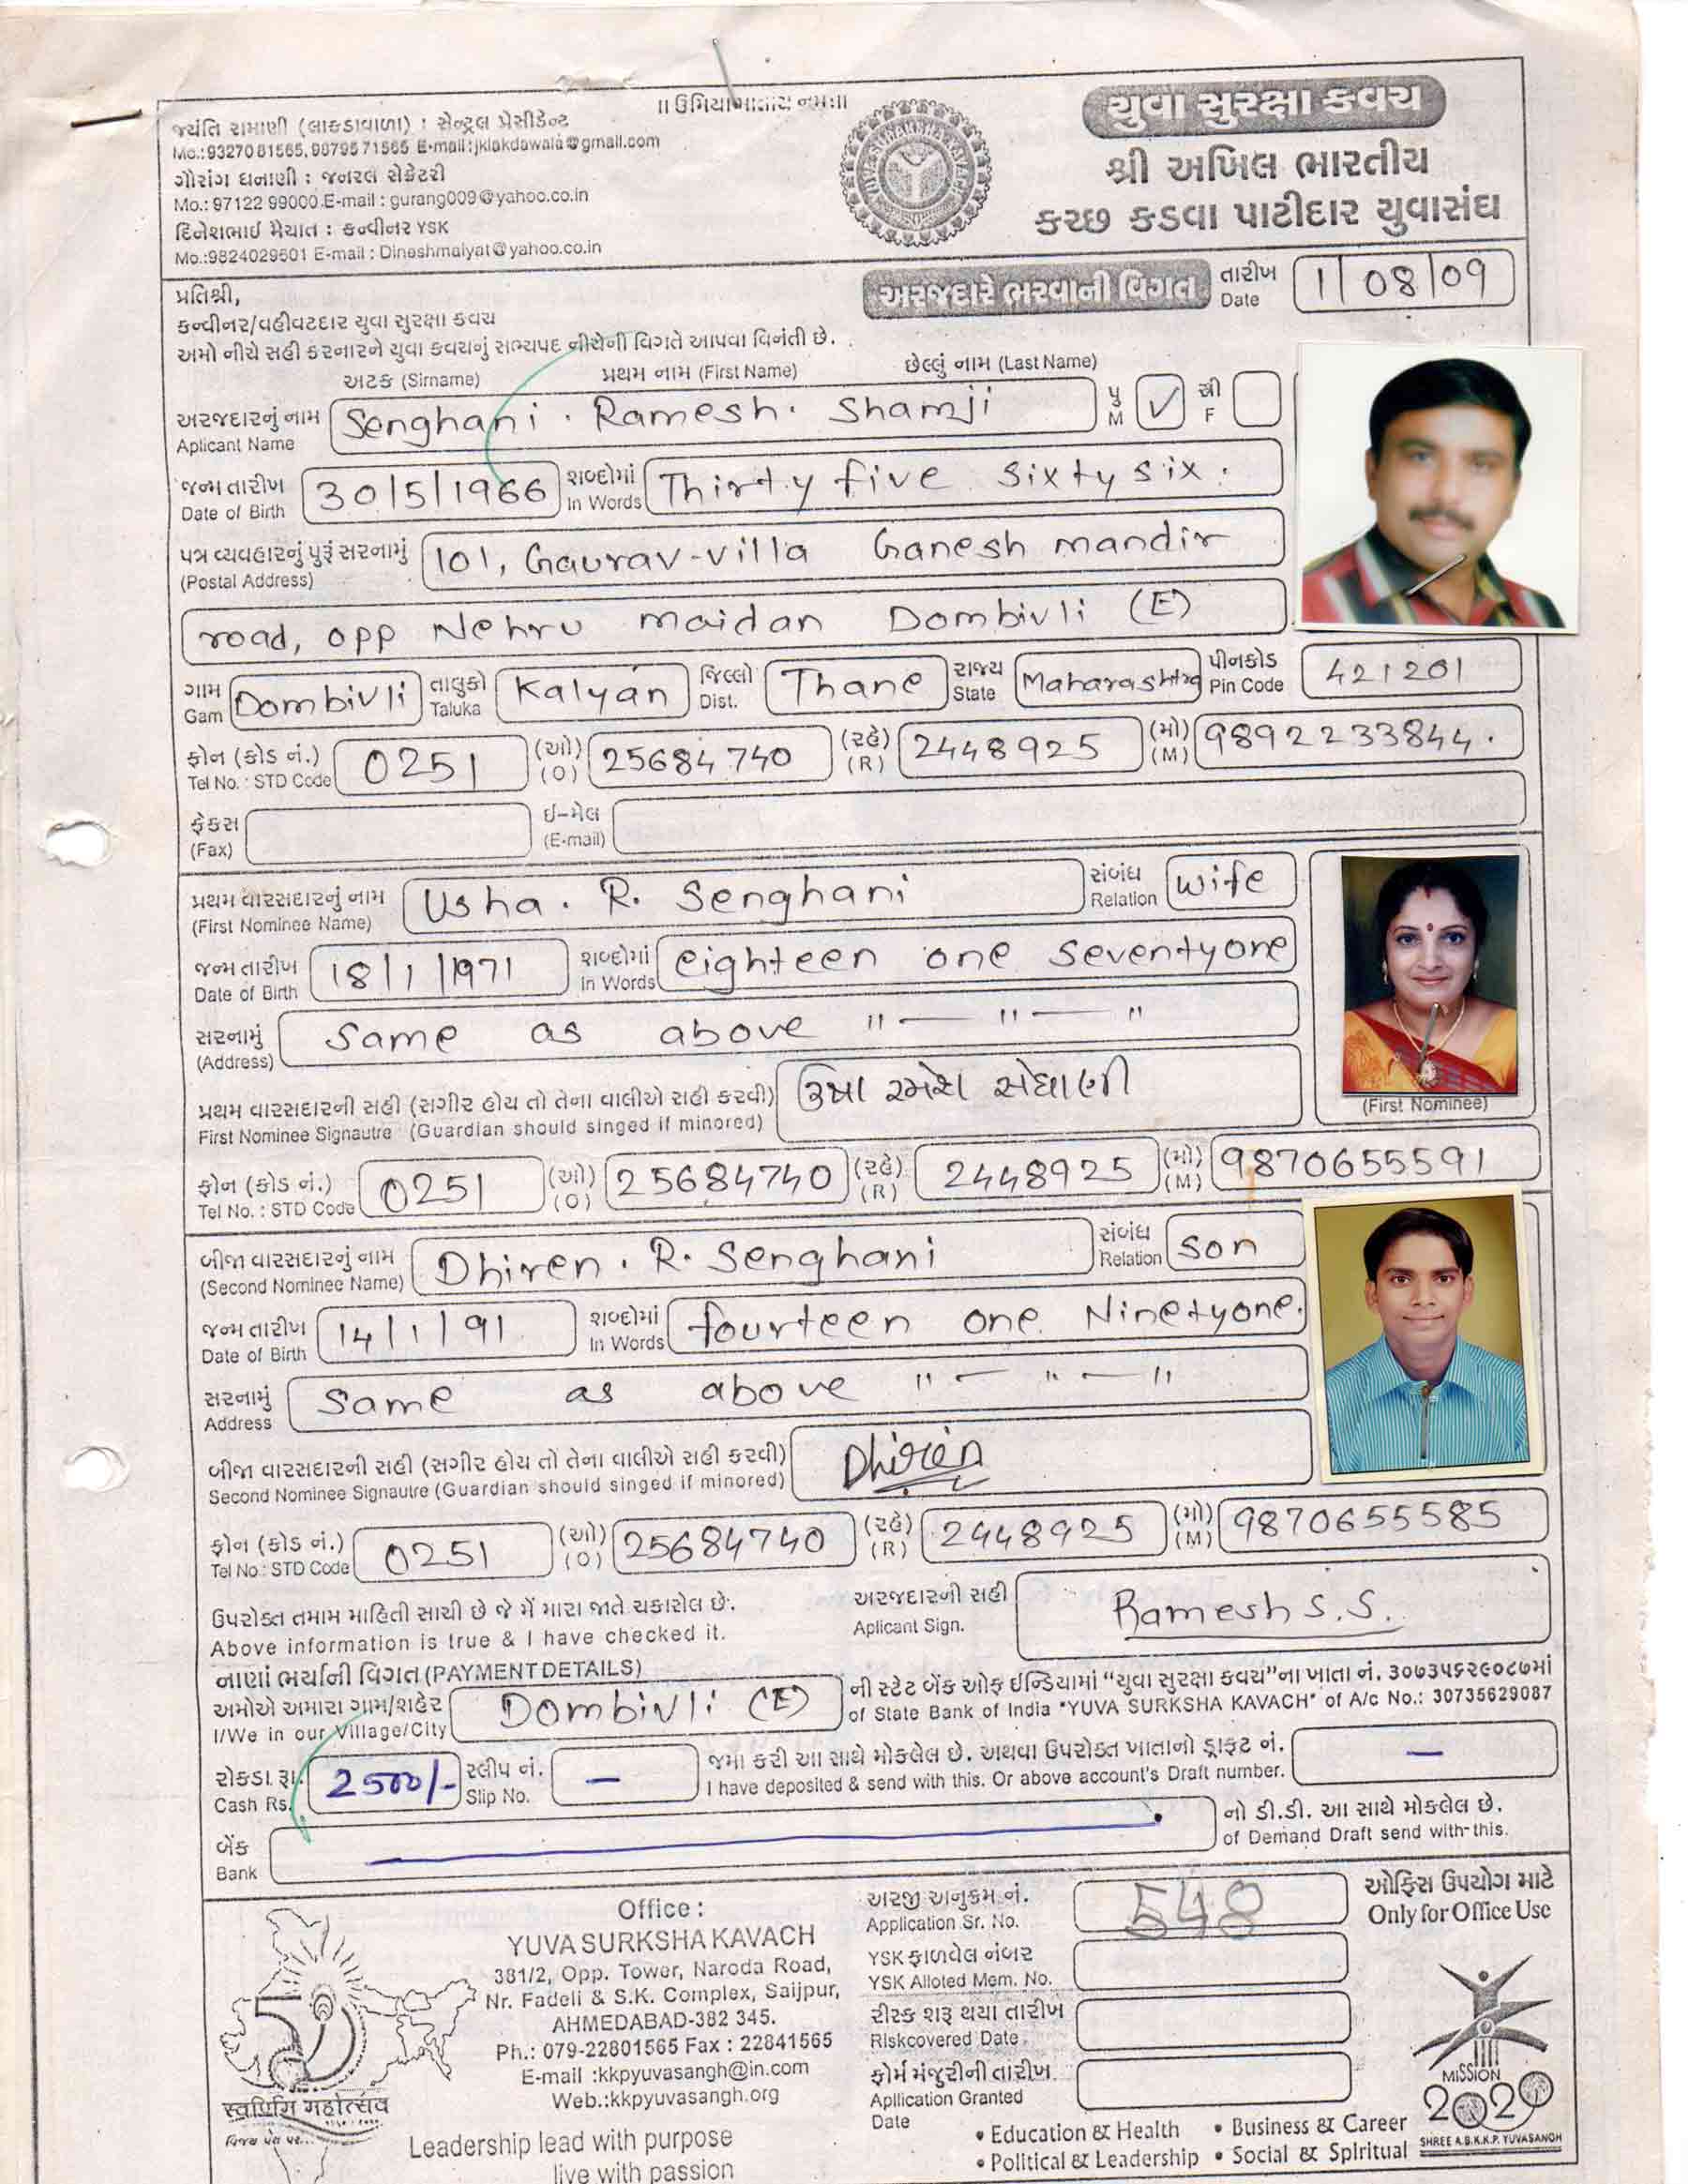 ॥ ઉમિયામાતાય નમઃ॥
જયંતિ રામાણી (લાકડાવાળા) : સેન્ટ્રલ પ્રેસીડેન્ટ
Mo.:9327081565, 9879571565 E-mail:jklakdawala@gmail.com
ગૌરાંગ ધનાણી : જનરલ સેક્રેટરી
Mo.: 97122 99000 E-mail : gurang009@yahoo.co.in
દિનેશભાઈ મૈયાત : કન્વીનર YSK
Mo.:9824029501 E-mail : Dineshmaiyat@yahoo.co.in
YUVA SURAKSHA KAVACH
યુવા સુરક્ષા કવચ
શ્રી અખિલ ભારતીય
કચ્છ કડવા પાટીદાર યુવાસંઘ
અરજદારે ભરવાની વિગત
તારીખ
Date 1/08/09
પ્રતિશ્રી,
કન્વીનર/વહીવટદાર યુવા સુરક્ષા કવચ
અમો નીચે સહી કરનારને યુવા કવચનું સભ્યપદ નીચેની વિગતે આપવા વિનંતી છે.
અટક (Sirname) પ્રથમ નામ (First Name) છેલ્લું નામ (Last Name)
અરજદારનું નામ Senghani . Ramesh . Shamji પુ ✓ સ્ત્રી
Aplicant Name M F
જન્મ તારીખ 30/5/1966 શબ્દોમાં Thirty five sixty six .
Date of Birth In Words
પત્ર વ્યવહારનું પુરૂં સરનામું 101, Gaurav-villa Ganesh mandir
(Postal Address)
road, opp Nehru maidan Dombivli (E)
ગામ Dombivli તાલુકો Kalyan જિલ્લો Thane રાજ્ય Maharashtra પીનકોડ 421201
Gam Taluka Dist. State Pin Code
ફોન (કોડ નં.) 0251 (ઓ) 25684740 (રહે) 2448925 (મો) 9892233844.
Tel No. : STD Code (O) (R) (M)
ફેકસ ઈ-મેલ
(Fax) (E-mail)
પ્રથમ વારસદારનું નામ Usha . R. Senghani સંબંધ wife
(First Nominee Name) Relation
જન્મ તારીખ 18/1/1971 શબ્દોમાં eighteen one seventyone
Date of Birth In Words
સરનામું Same as above " — " — "
(Address)
પ્રથમ વારસદારની સહી (સગીર હોય તો તેના વાલીએ સહી કરવી) ઉષા રમેશ સેંઘાણી
First Nominee Signautre (Guardian should singed if minored)
(First Nominee)
ફોન (કોડ નં.) 0251 (ઓ) 25684740 (રહે) 2448925 (મો) 9870655591
Tel No. : STD Code (O) (R) (M)
બીજા વારસદારનું નામ Dhiren . R. Senghani સંબંધ son
(Second Nominee Name) Relation
જન્મ તારીખ 14/1/91 શબ્દોમાં fourteen one Ninetyone.
Date of Birth In Words
સરનામું Same as above " — " — "
Address
બીજા વારસદારની સહી (સગીર હોય તો તેના વાલીએ સહી કરવી) Dhiren
Second Nominee Signautre (Guardian should singed if minored)
ફોન (કોડ નં.) 0251 (ઓ) 25684740 (રહે) 2448925 (મો) 9870655585
Tel No.: STD Code (O) (R) (M)
ઉપરોક્ત તમામ માહિતી સાચી છે જે મેં મારા જાતે ચકાસેલ છે. અરજદારની સહી Ramesh S.S.
Above information is true & I have checked it. Aplicant Sign.
નાણાં ભર્યાની વિગત (PAYMENT DETAILS)
અમોએ અમારા ગામ/શહેર Dombivli (E) ની સ્ટેટ બેંક ઓફ ઈન્ડિયામાં "યુવા સુરક્ષા કવચ"ના ખાતા નં. ૩૦૭૩૫૬૨૯૦૮૭માં
I/We in our Village/City of State Bank of India "YUVA SURKSHA KAVACH" of A/c No.: 30735629087
રોકડા રૂા. 2500/- સ્લીપ નં. — જમા કરી આ સાથે મોકલેલ છે. અથવા ઉપરોક્ત ખાતાનો ડ્રાફ્ટ નં. —
Cash Rs. Slip No. I have deposited & send with this. Or above account's Draft number.
બેંક નો ડી.ડી. આ સાથે મોકલેલ છે.
Bank of Demand Draft send with-this.
Office :
YUVA SURKSHA KAVACH
381/2, Opp. Tower, Naroda Road,
Nr. Fadeli & S.K. Complex, Saijpur,
AHMEDABAD-382 345.
Ph.: 079-22801565 Fax : 22841565
E-mail :kkpyuvasangh@in.com
Web.:kkpyuvasangh.org
અરજી અનુક્રમ નં. 548
Application Sr. No.
YSK ફાળવેલ નંબર
YSK Alloted Mem. No.
રીસ્ક શરૂ થયા તારીખ
Riskcovered Date
ફોર્મ મંજુરીની તારીખ
Apllication Granted
Date
ઓફિસ ઉપયોગ માટે
Only for Office Use
50
સ્વર્ણિમ મહોત્સવ
Leadership lead with purpose
live with passion
• Education & Health • Business & Career
• Political & Leadership • Social & Spiritual
MISSION
2020
SHREE A.B.K.K.P. YUVASANGH